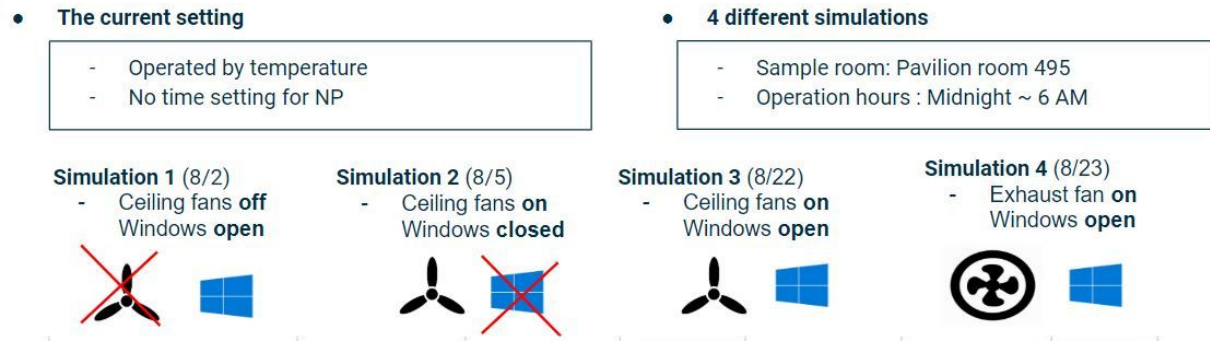 The current setting
- Operated by temperature
- No time setting for NP
4 different simulations
- Sample room: Pavilion room 495
- Operation hours : Midnight ~ 6 AM
Simulation 1 (8/2)
- Ceiling fans off
Windows open
Simulation 2 (8/5)
- Ceiling fans on
Windows closed
Simulation 3 (8/22)
- Ceiling fans on
Windows open
Simulation 4 (8/23)
- Exhaust fan on
Windows open